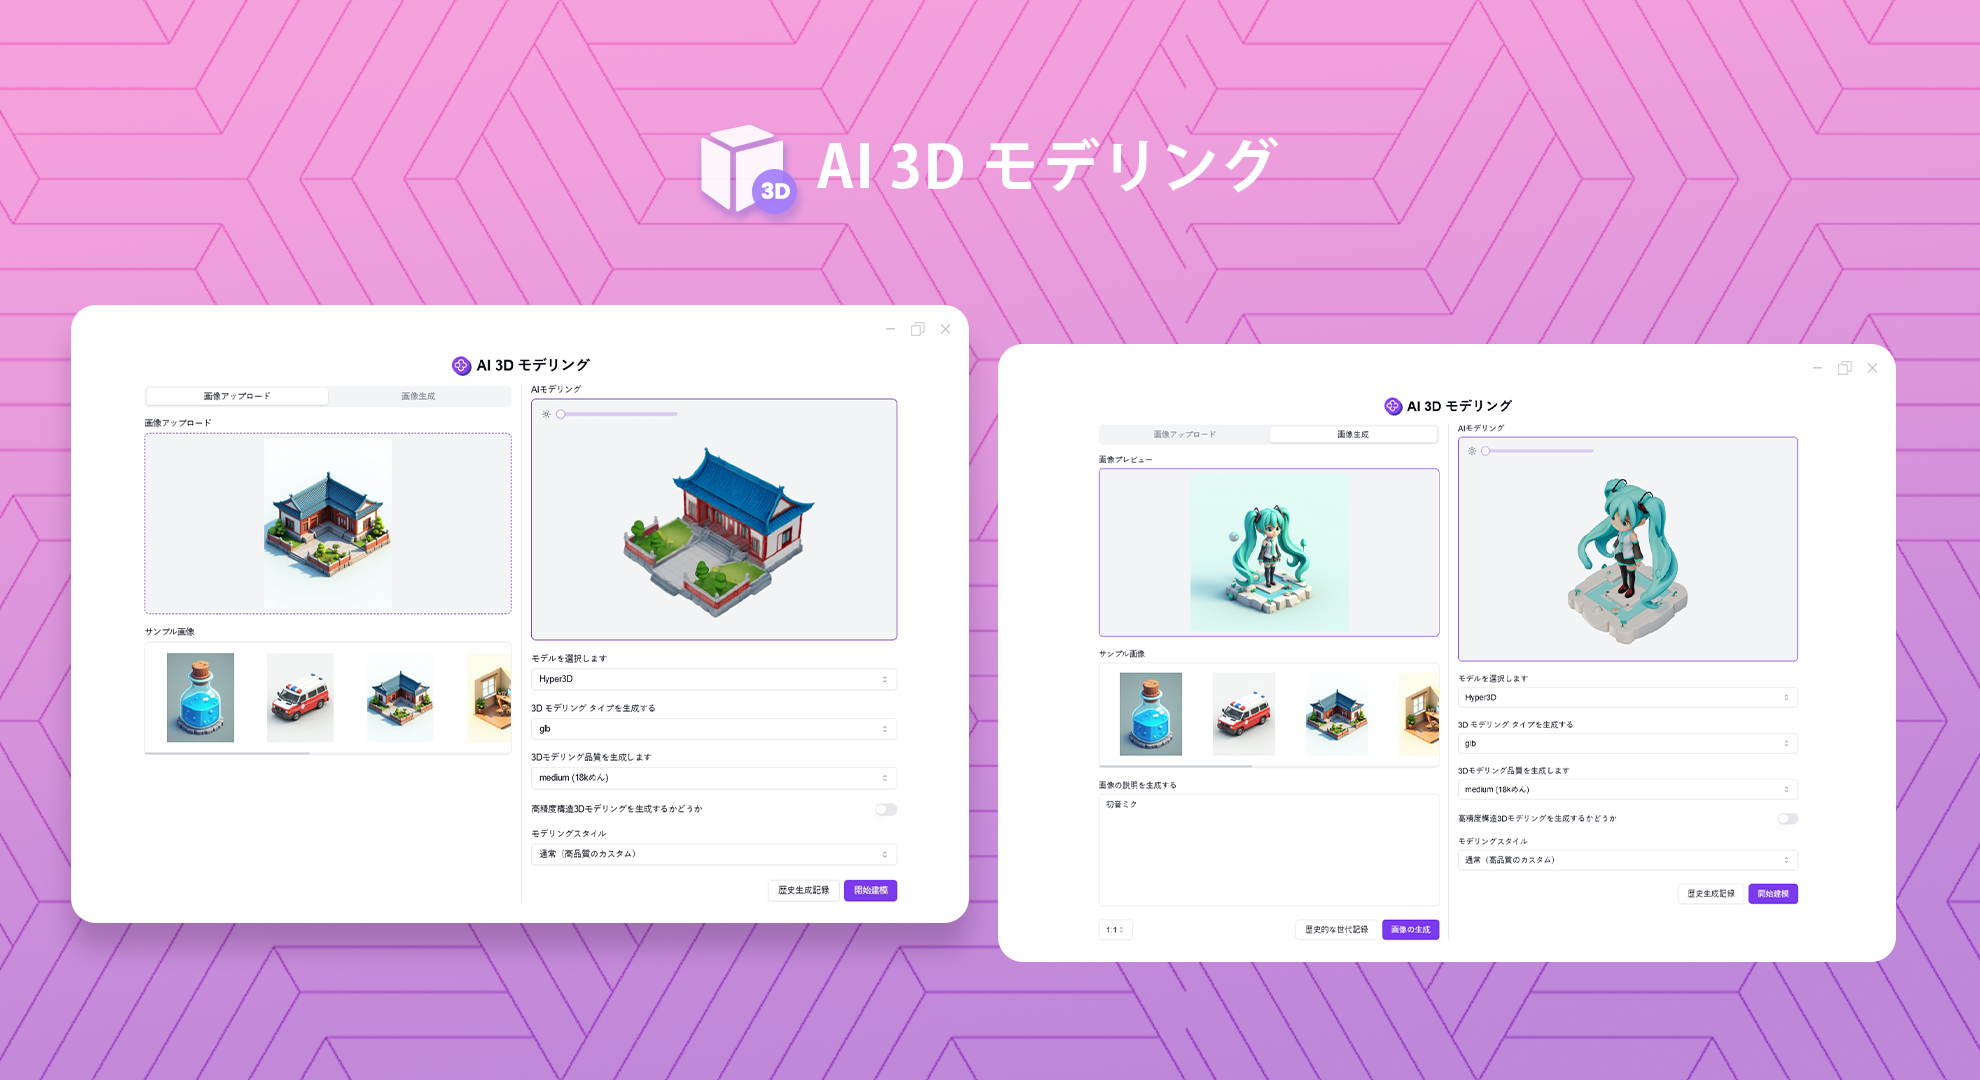 3D
AI 3D モデリング
AI 3D モデリング
画像アップロード
画像生成
画像アップロード
サンプル画像
AIモデリング
モデルを選択します
Hyper3D
3D モデリング タイプを生成する
glb
3Dモデリング品質を生成します
medium (18kめん)
高精度構造3Dモデリングを生成するかどうか
モデリングスタイル
通常（高品質のカスタム）
歴史生成記録
開始建模
AI 3D モデリング
画像アップロード
画像生成
画像プレビュー
サンプル画像
画像の説明を生成する
初音ミク
1:1
歴史的な世代記録
画像の生成
AIモデリング
モデルを選択します
Hyper3D
3D モデリング タイプを生成する
glb
3Dモデリング品質を生成します
medium (18kめん)
高精度構造3Dモデリングを生成するかどうか
モデリングスタイル
通常（高品質のカスタム）
歴史生成記録
開始建模